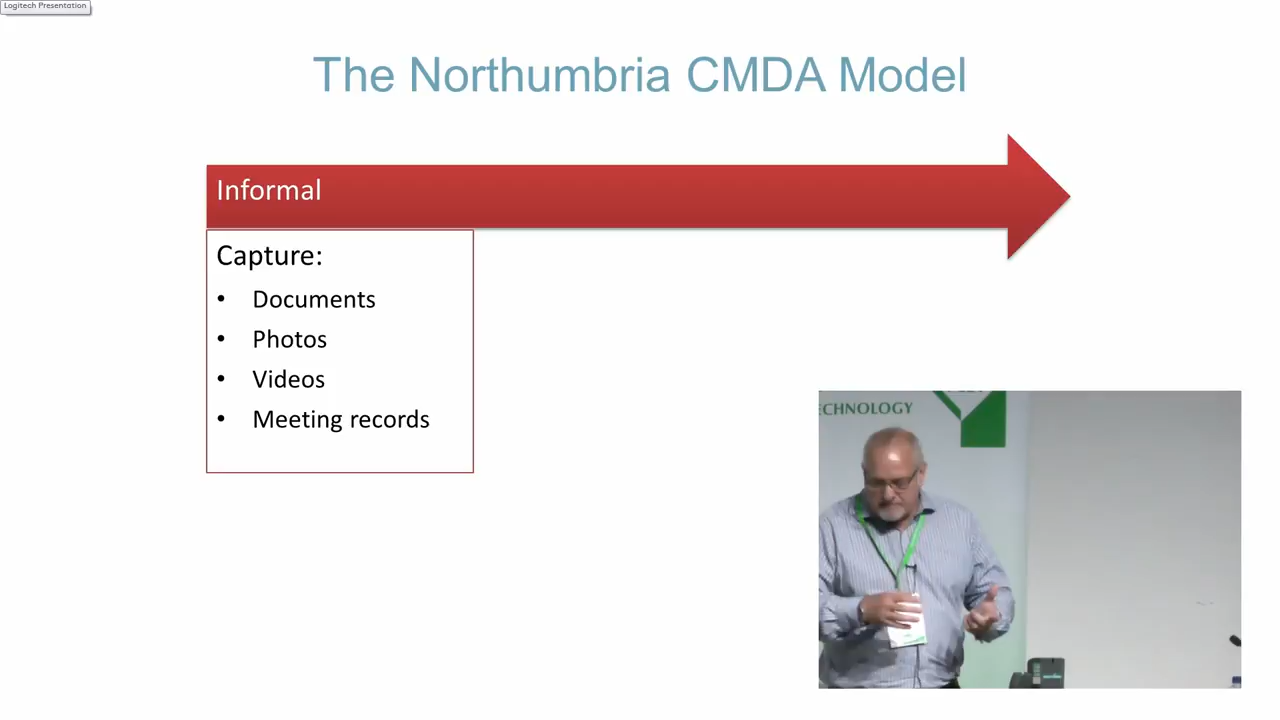 Logitech Presentation
The Northumbria CMDA Model
Informal
Capture:
• Documents
• Photos
• Videos
• Meeting records
ECHNOLOGY